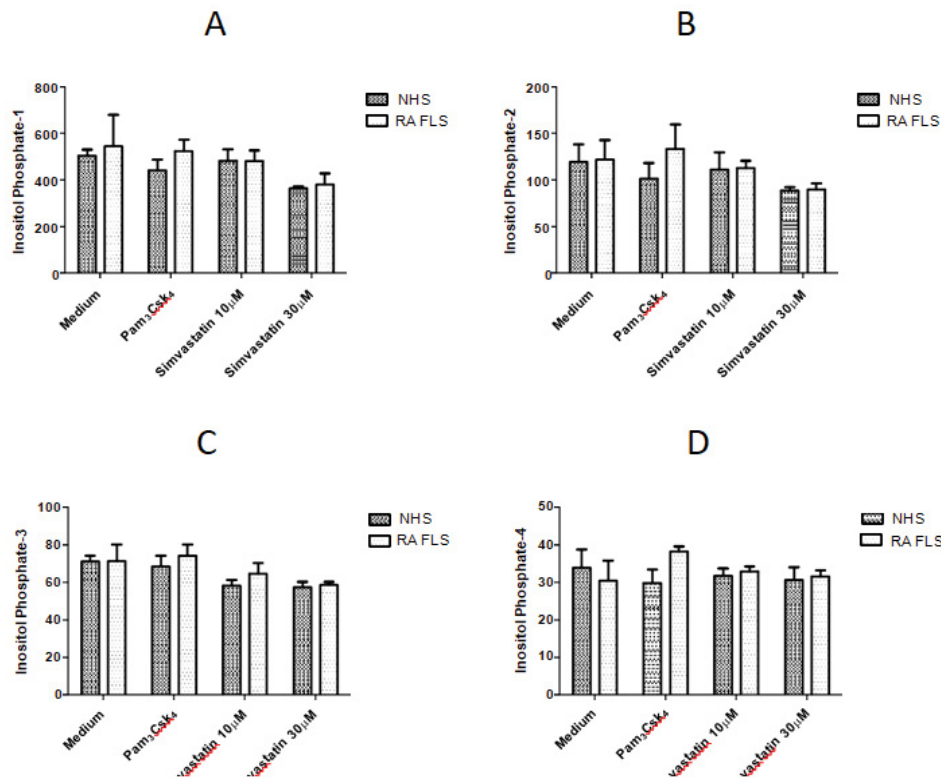 A
Inositol Phosphate-1
800
600
400
200
0
Medium
Pam₃Csk₄
Simvastatin 10µM
Simvastatin 30µM
NHS
RA FLS
B
Inositol Phosphate-2
200
150
100
50
0
Medium
Pam₃Csk₄
Simvastatin 10µM
Simvastatin 30µM
NHS
RA FLS
C
Inositol Phosphate-3
100
80
60
40
20
0
Medium
Pam₃Csk₄
vastatin 10µM
vastatin 30µM
NHS
RA FLS
D
Inositol Phosphate-4
50
40
30
20
10
0
Medium
Pam₃Csk₄
vastatin 10µM
vastatin 30µM
NHS
RA FLS